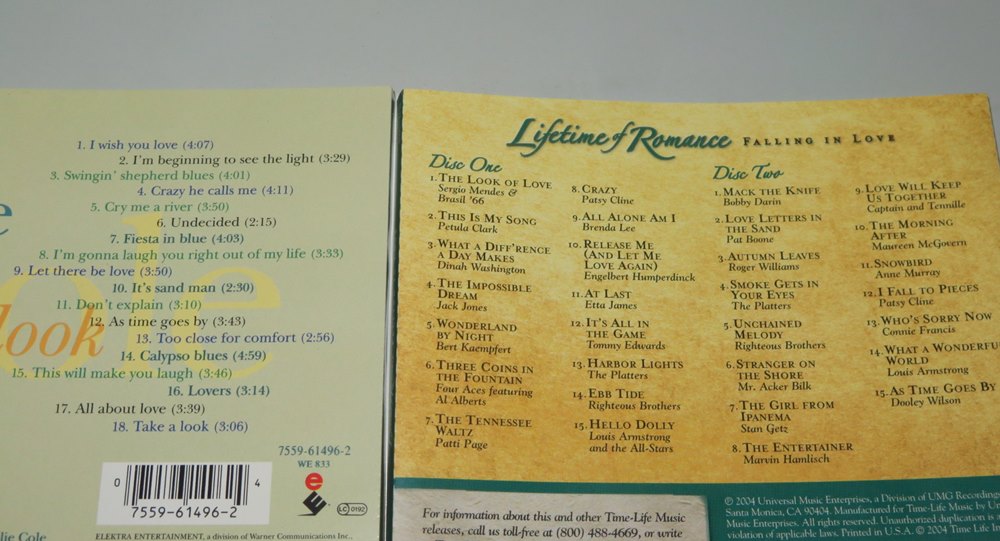 1. I wish you love (4:07)
2. I'm beginning to see the light (3:29)
3. Swingin' shepherd blues (4:01)
4. Crazy he calls me (4:11)
5. Cry me a river (3:50)
6. Undecided (2:15)
7. Fiesta in blue (4:03)
8. I'm gonna laugh you right out of my life (3:33)
9. Let there be love (3:50)
10. It's sand man (2:30)
11. Don't explain (3:10)
12. As time goes by (3:43)
13. Too close for comfort (2:56)
14. Calypso blues (4:59)
15. This will make you laugh (3:46)
16. Lovers (3:14)
17. All about love (3:39)
18. Take a look (3:06)
look
7559-61496-2
WE 833
0 4
7559-61496-2
LC 0192
lie Cole
ELEKTRA ENTERTAINMENT, a division of Warner Communications Inc.,
Lifetime of Romance FALLING IN LOVE
Disc One
1. THE LOOK OF LOVE
Sergio Mendes &
Brasil '66
2. THIS IS MY SONG
Petula Clark
3. WHAT A DIFF'RENCE
A DAY MAKES
Dinah Washington
4. THE IMPOSSIBLE
DREAM
Jack Jones
5. WONDERLAND
BY NIGHT
Bert Kaempfert
6. THREE COINS IN
THE FOUNTAIN
Four Aces featuring
Al Alberts
7. THE TENNESSEE
WALTZ
Patti Page
8. CRAZY
Patsy Cline
9. ALL ALONE AM I
Brenda Lee
10. RELEASE ME
(AND LET ME
LOVE AGAIN)
Engelbert Humperdinck
11. AT LAST
Etta James
12. IT'S ALL IN
THE GAME
Tommy Edwards
13. HARBOR LIGHTS
The Platters
14. EBB TIDE
Righteous Brothers
15. HELLO DOLLY
Louis Armstrong
and the All-Stars
Disc Two
1. MACK THE KNIFE
Bobby Darin
2. LOVE LETTERS IN
THE SAND
Pat Boone
3. AUTUMN LEAVES
Roger Williams
4. SMOKE GETS IN
YOUR EYES
The Platters
5. UNCHAINED
MELODY
Righteous Brothers
6. STRANGER ON
THE SHORE
Mr. Acker Bilk
7. THE GIRL FROM
IPANEMA
Stan Getz
8. THE ENTERTAINER
Marvin Hamlisch
9. LOVE WILL KEEP
US TOGETHER
Captain and Tennille
10. THE MORNING
AFTER
Maureen McGovern
11. SNOWBIRD
Anne Murray
12. I FALL TO PIECES
Patsy Cline
13. WHO'S SORRY NOW
Connie Francis
14. WHAT A WONDERFU
WORLD
Louis Armstrong
15. AS TIME GOES BY
Dooley Wilson
For information about this and other Time-Life Music
releases, call us toll-free at (800) 488-4669, or write
℗ 2004 Universal Music Enterprises, a Division of UMG Recordings
Santa Monica, CA 90404. Manufactured for Time-Life Music by Un
Music Enterprises. All rights reserved. Unauthorized duplication is a
violation of applicable laws. Printed in U.S.A. © 2004 Time Life In